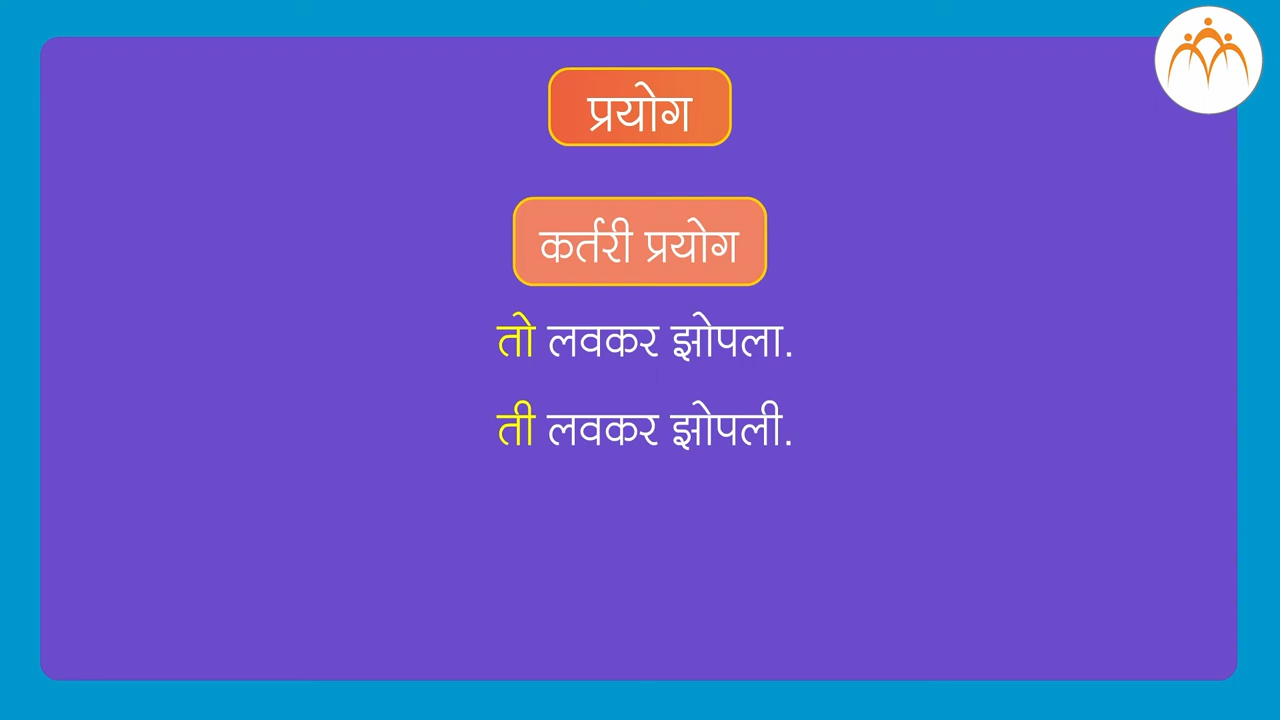 प्रयोग
कर्तरी प्रयोग
तो लवकर झोपला.
ती लवकर झोपली.